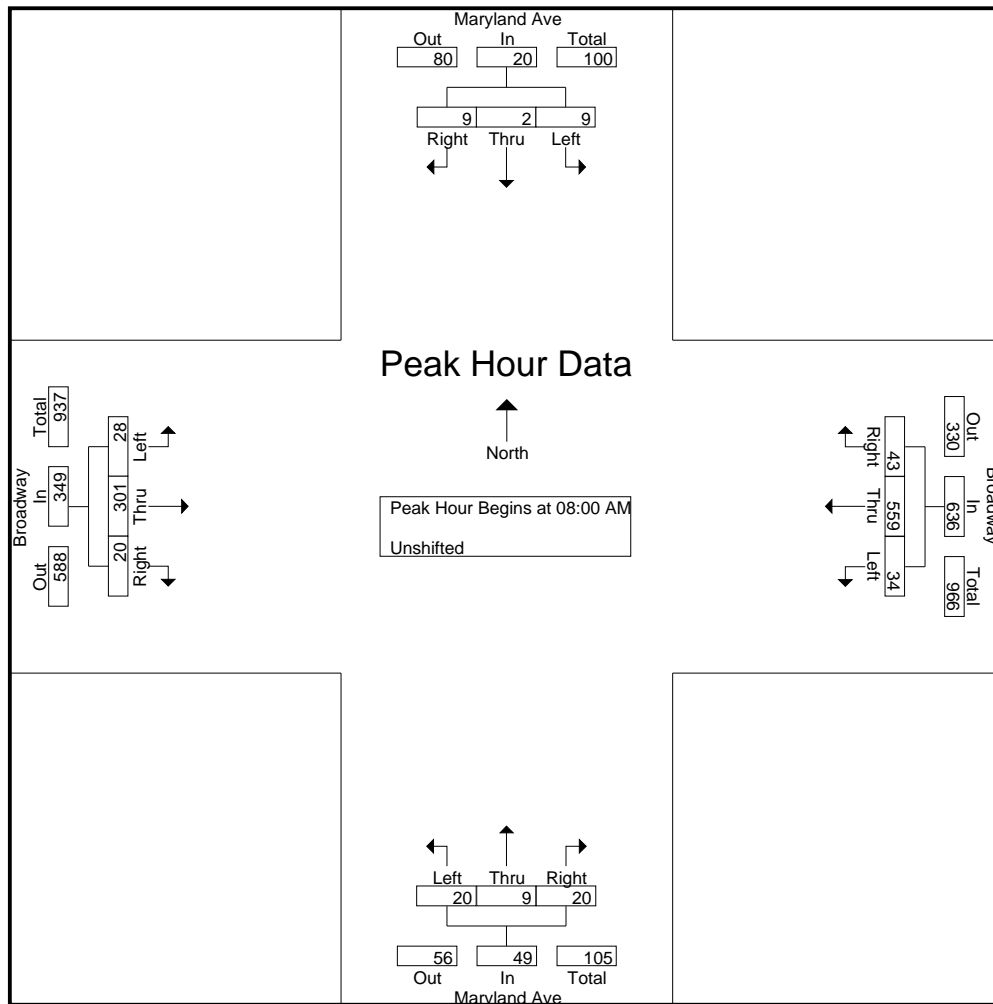 Maryland Ave
Out In Total
80 20 100
9 2 9
Right Thru Left
Peak Hour Data
North
Peak Hour Begins at 08:00 AM
Unshifted
Broadway
Total In Out
937 349 588
28 301 20
Left Thru Right
Right Thru Left
43 559 34
Out In Total
330 636 966
Broadway
Left Thru Right
20 9 20
56 49 105
Out In Total
Maryland Ave